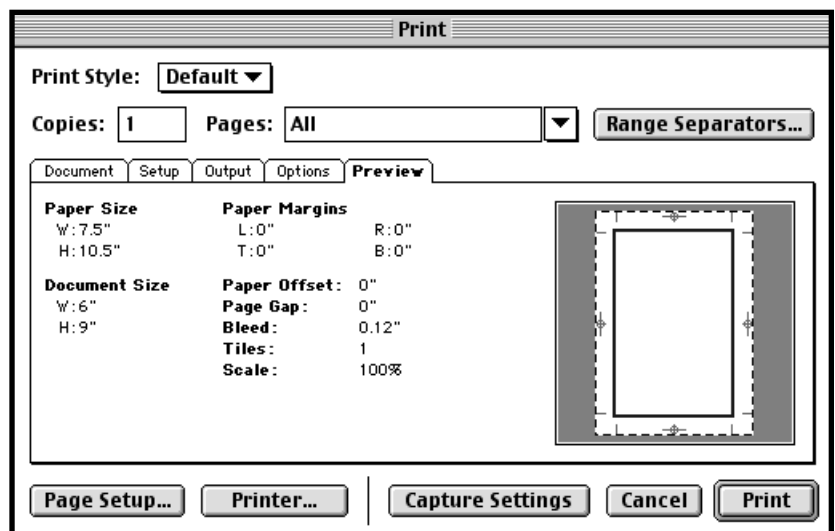 Print
Print Style: Default
Copies: 1 Pages: All Range Separators...
Document Setup Output Options Preview
Paper Size Paper Margins
W:7.5" L:0" R:0"
H:10.5" T:0" B:0"
Document Size Paper Offset: 0"
W:6" Page Gap: 0"
H:9" Bleed: 0.12"
Tiles: 1
Scale: 100%
Page Setup... Printer... Capture Settings Cancel Print